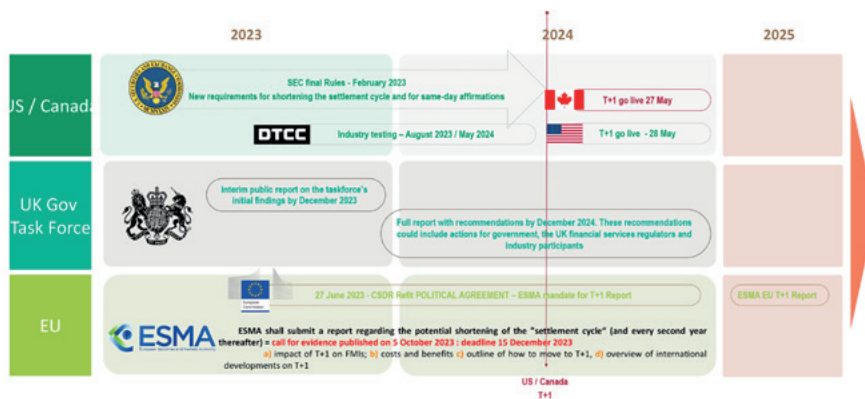 2023
2024
2025
US / Canada
SEC final Rules - February 2023
New requirements for shortening the settlement cycle and for same-day affirmations
T+1 go live 27 May
DTCC
Industry testing – August 2023 / May 2024
T+1 go live - 28 May
UK Gov
Task Force
Interim public report on the taskforce's
initial findings by December 2023
Full report with recommendations by December 2024. These recommendations
could include actions for government, the UK financial services regulators and
industry participants
EU
European
Commission
27 June 2023 - CSDR Refit POLITICAL AGREEMENT – ESMA mandate for T+1 Report
ESMA EU T+1 Report
ESMA
European Securities and Markets Authority
ESMA shall submit a report regarding the potential shortening of the "settlement cycle" (and every second year
thereafter) = call for evidence published on 5 October 2023 : deadline 15 December 2023
a) impact of T+1 on FMIs; b) costs and benefits c) outline of how to move to T+1, d) overview of international
developments on T+1
US / Canada
T+1